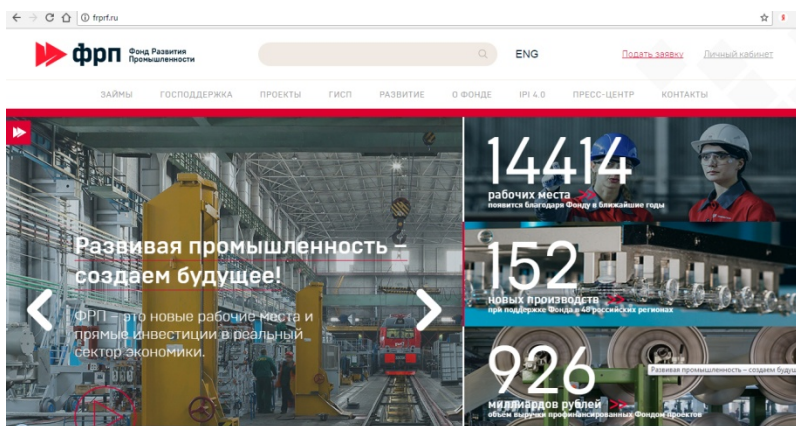 frprf.ru
фрп
Фонд Развития
Промышленности
ENG
Подать заявку
Личный кабинет
ЗАЙМЫ
ГОСПОДДЕРЖКА
ПРОЕКТЫ
ГИСП
РАЗВИТИЕ
О ФОНДЕ
IPI 4.0
ПРЕСС-ЦЕНТР
КОНТАКТЫ
Развивая промышленность –
создаем будущее!
ФРП – это новые рабочие места и
прямые инвестиции в реальный
сектор экономики.
14414
рабочих места >>
появится благодаря Фонду в ближайшие годы
152
новых производств >>
при поддержке Фонда в 48 российских регионах
926
миллиардов рублей >>
объем выручки профинансированных Фондом проектов
Развивая промышленность – создаем будущ